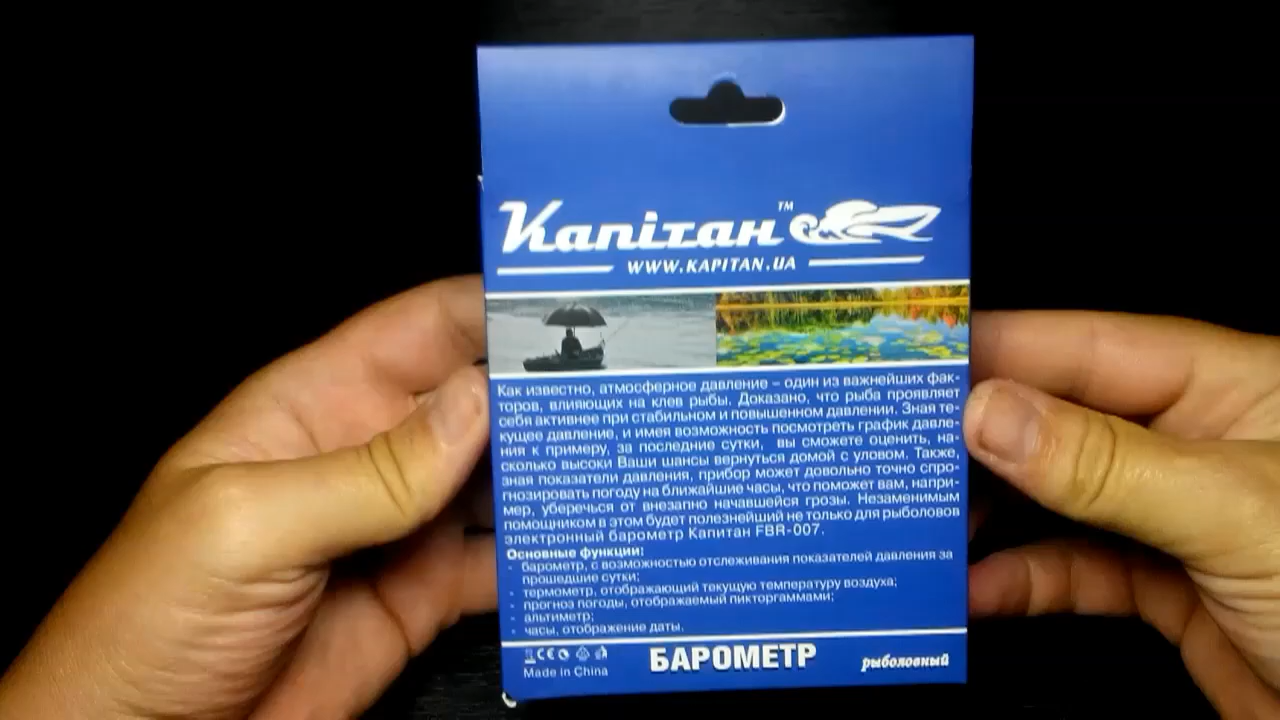 Капітан™
WWW.KAPITAN.UA
Как известно, атмосферное давление – один из важнейших фак-
торов, влияющих на клев рыбы. Доказано, что рыба проявляет
себя активнее при стабильном и повышенном давлении. Зная те-
кущее давление, и имея возможность посмотреть график давле-
ния к примеру, за последние сутки, вы сможете оценить, на-
сколько высоки Ваши шансы вернуться домой с уловом. Также,
зная показатели давления, прибор может довольно точно спро-
гнозировать погоду на ближайшие часы, что поможет вам, напри-
мер, уберечься от внезапно начавшейся грозы. Незаменимым
помощником в этом будет полезнейший не только для рыболовов
электронный барометр Капитан FBR-007.
Основные функции:
- барометр, с возможностью отслеживания показателей давления за
прошедшие сутки;
- термометр, отображающий текущую температуру воздуха;
- прогноз погоды, отображаемый пикторгаммами;
- альтиметр;
- часы, отображение даты.
CE
Made in China
БАРОМЕТР
рыболовный